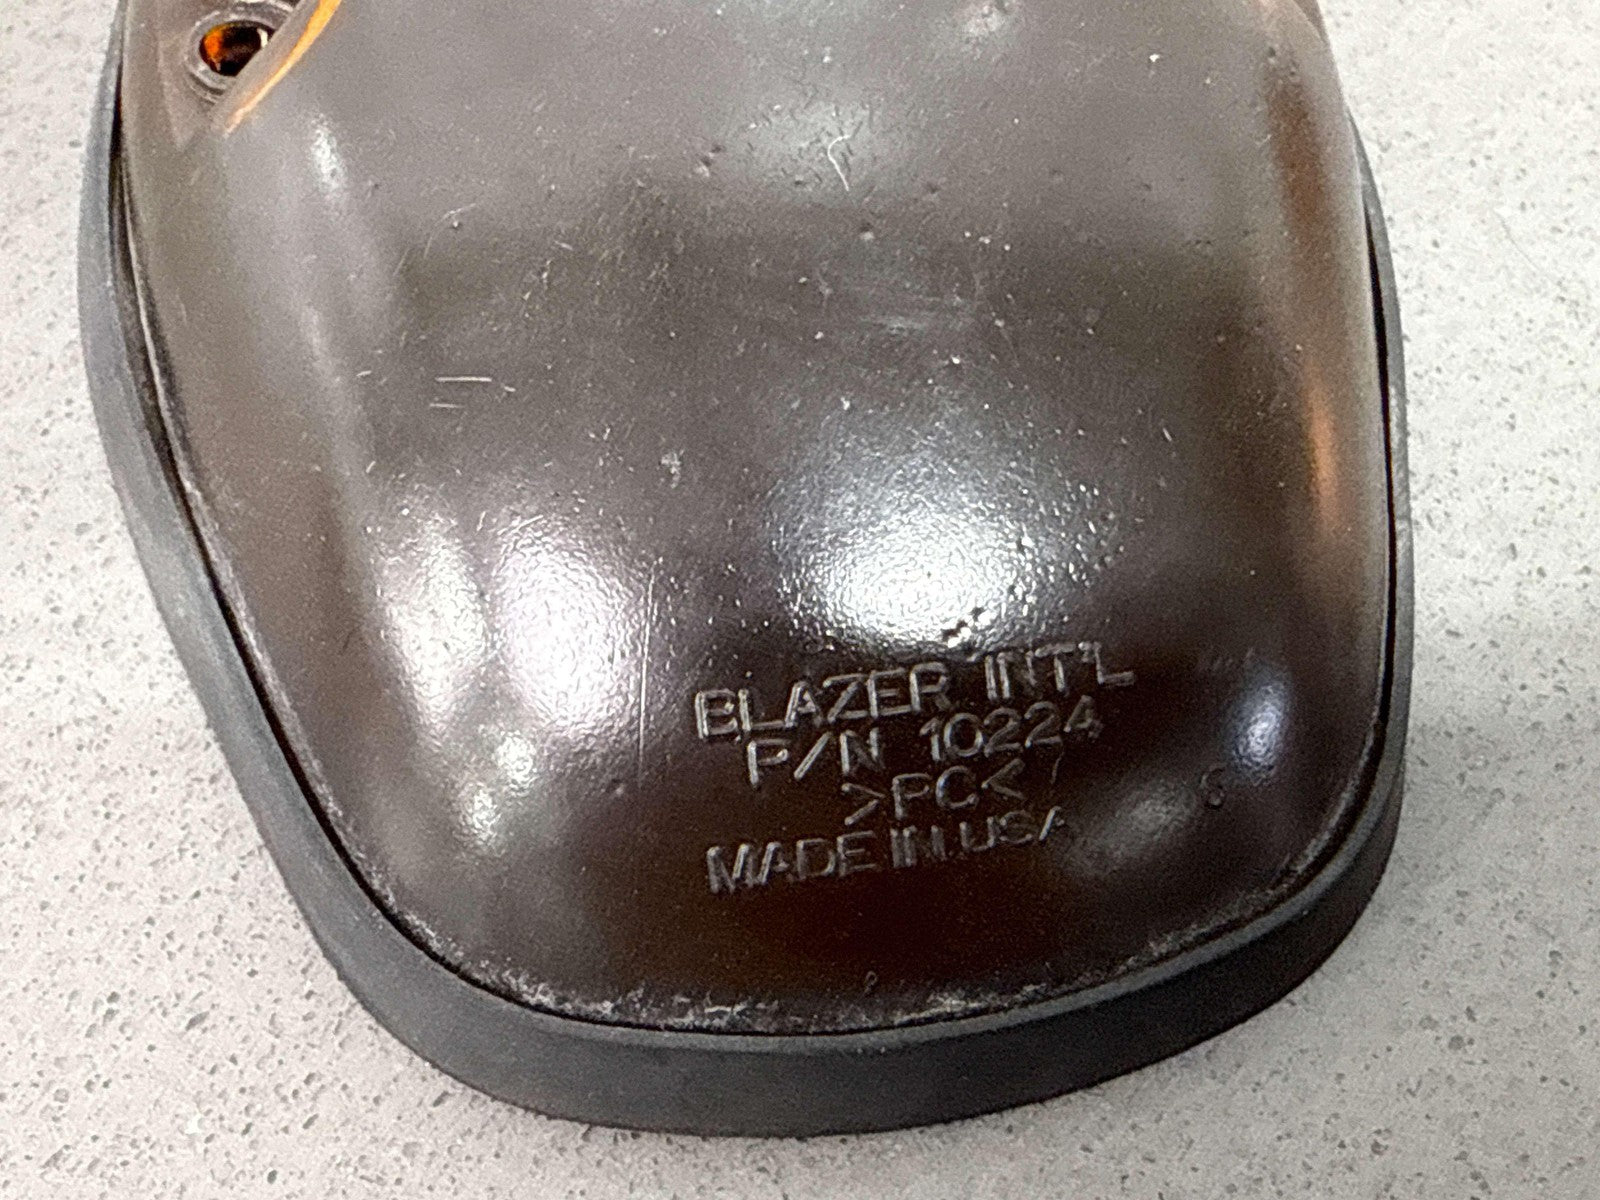 BLAZER INT'L
P/N 10224
>PC<
MADE IN USA